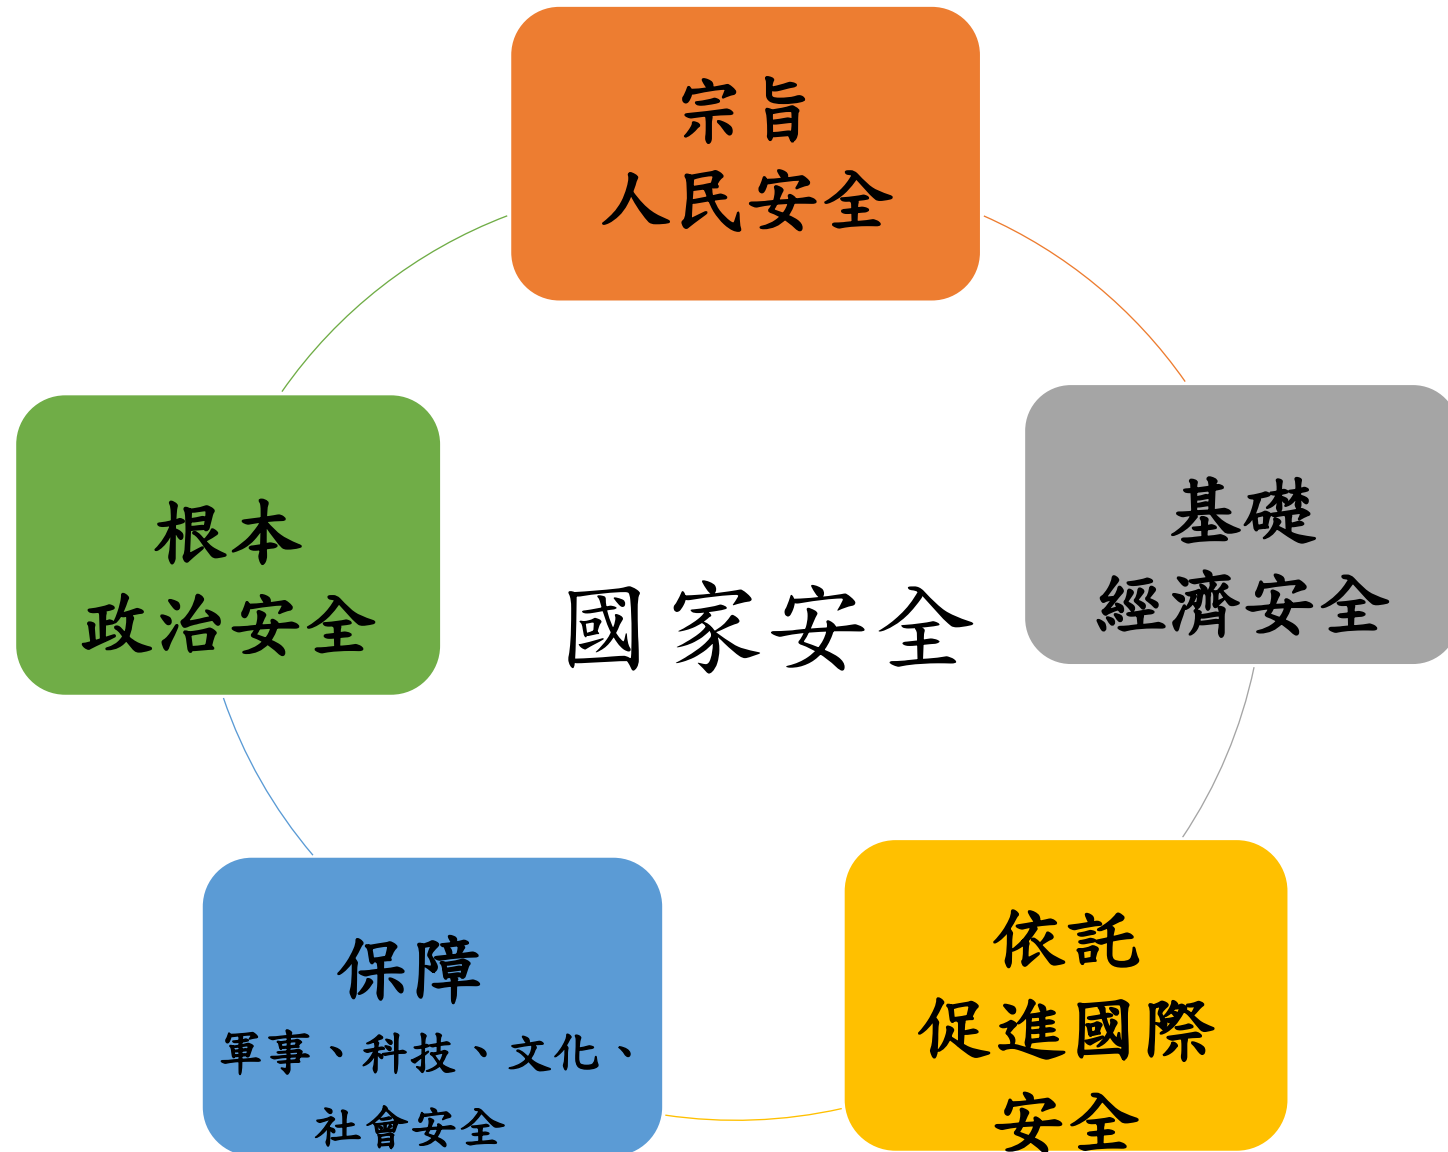 宗旨
人民安全
基礎
經濟安全
依託
促進國際
安全
保障
軍事、科技、文化、
社會安全
根本
政治安全
國家安全